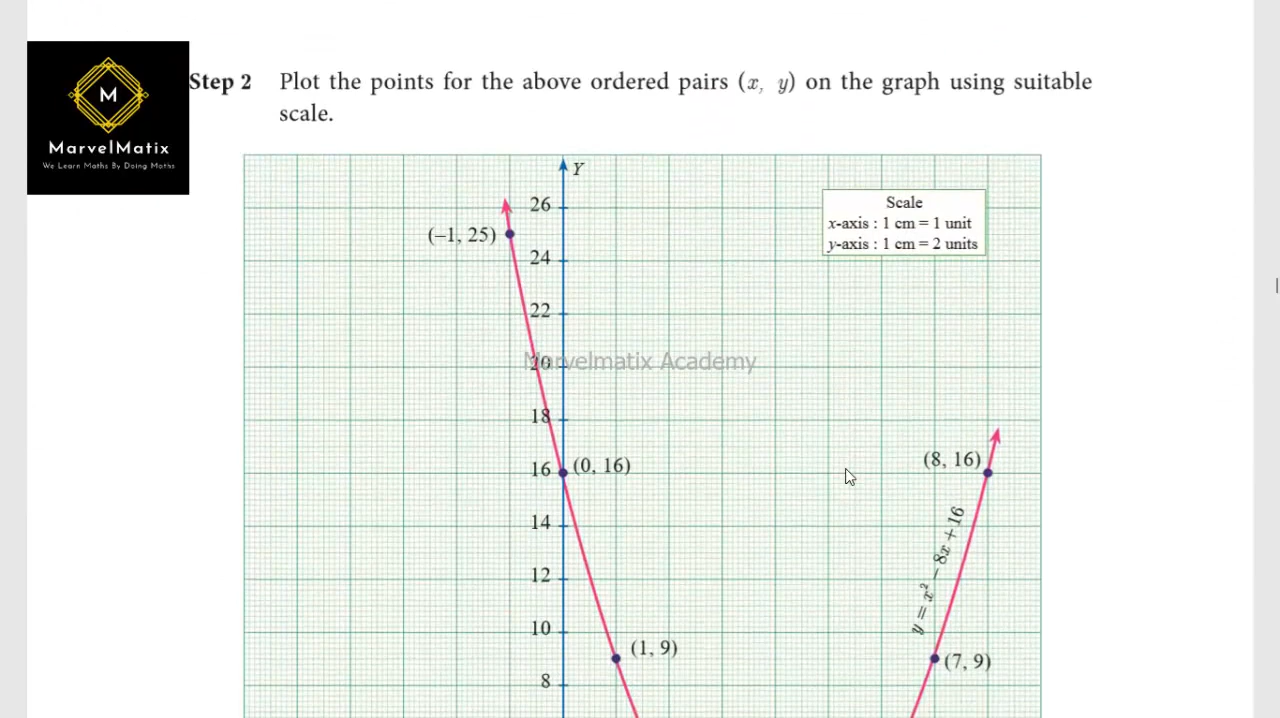 Step 2 Plot the points for the above ordered pairs (x, y) on the graph using suitable
scale.
M
MarvelMatix
We Learn Maths By Doing Maths
Y
Scale
x-axis : 1 cm = 1 unit
y-axis : 1 cm = 2 units
26
(−1, 25)
24
22
20
Marvelmatix Academy
18
16
(0, 16)
(8, 16)
14
12
y = x² − 8x + 16
10
(1, 9)
(7, 9)
8